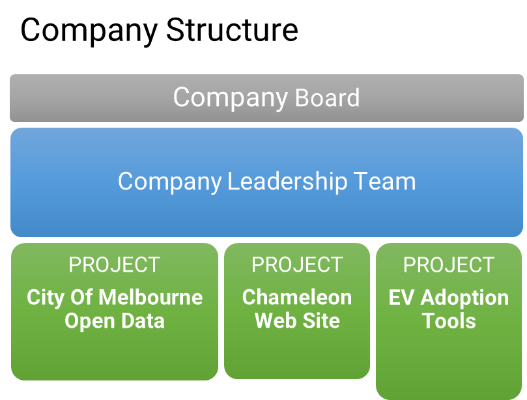 Company Structure
Company Board
Company Leadership Team
PROJECT
City Of Melbourne
Open Data
PROJECT
Chameleon
Web Site
PROJECT
EV Adoption
Tools